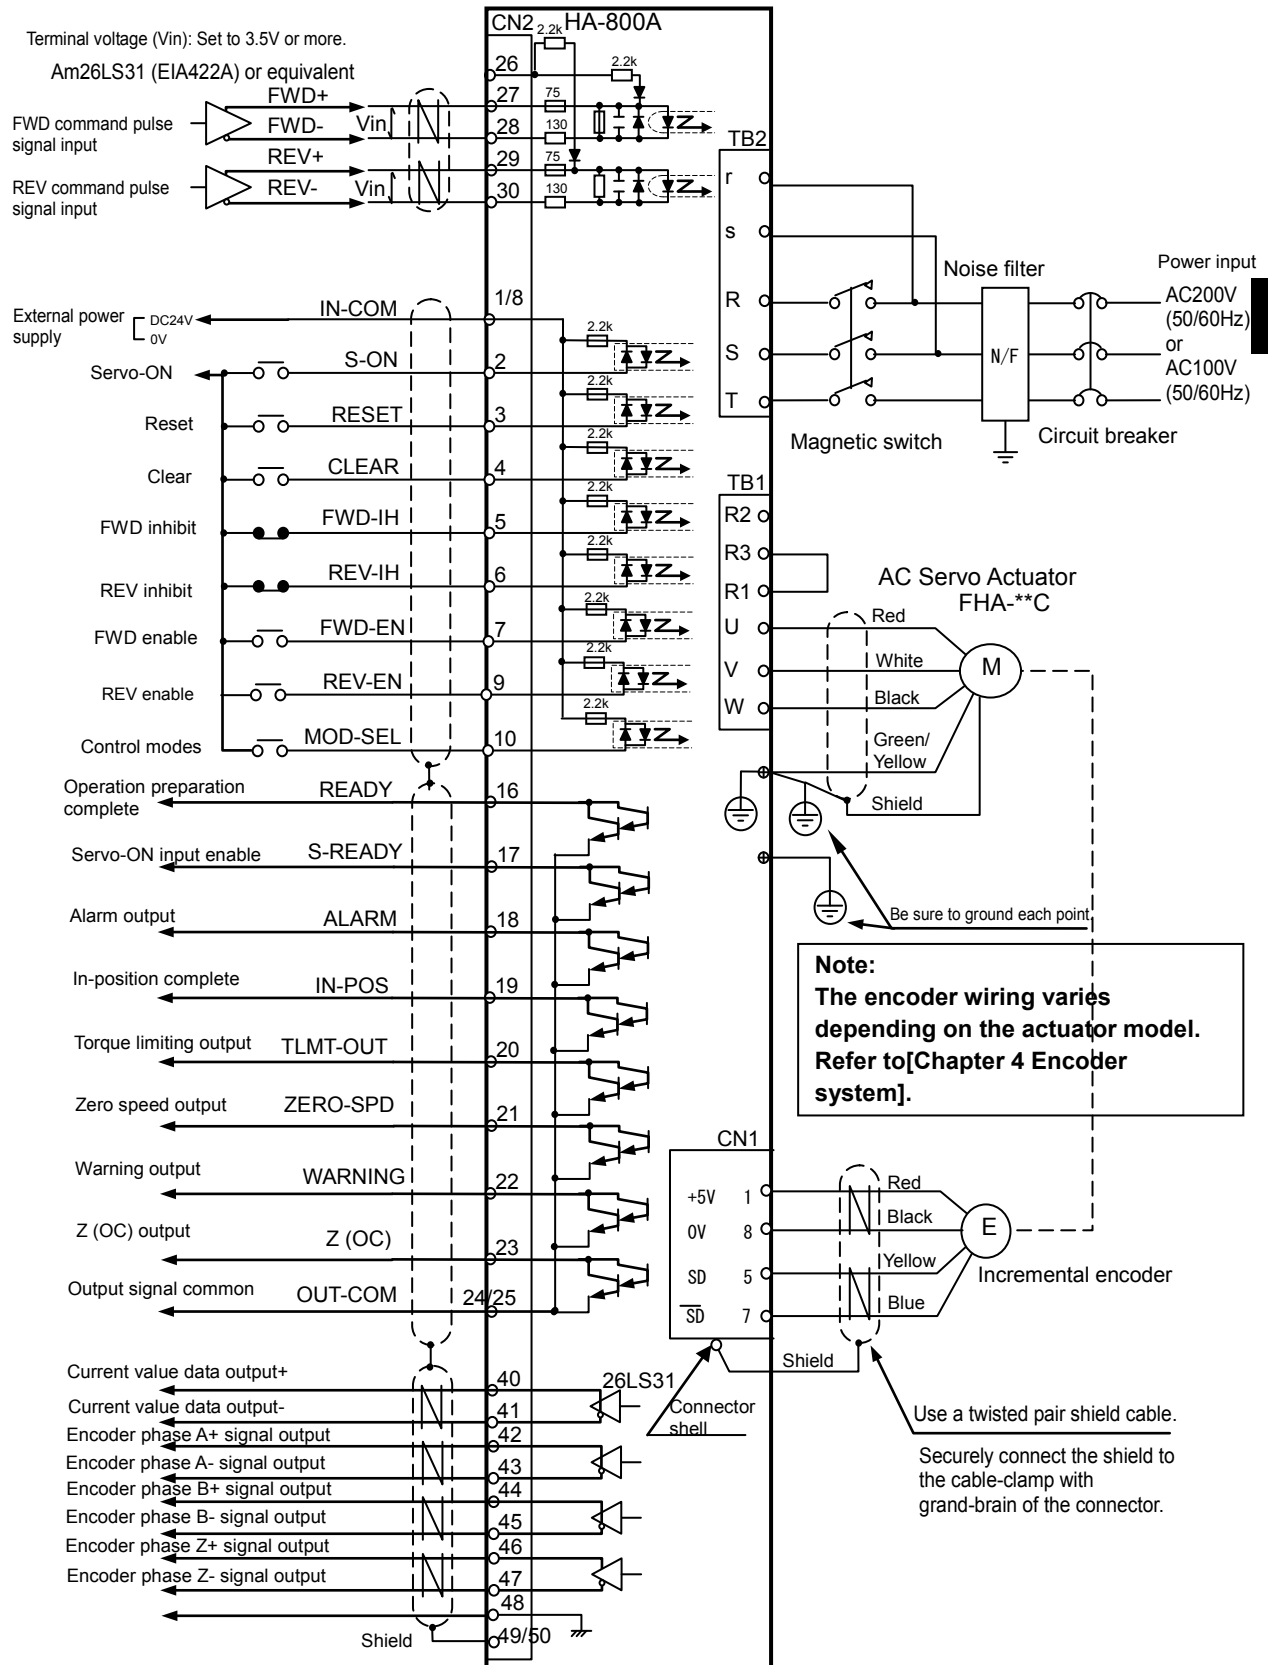 CN2 HA-800A
Terminal voltage (Vin): Set to 3.5V or more.
Am26LS31 (EIA422A) or equivalent
2.2k
2.2k
26
FWD+
27
75
FWD command pulse
signal input
FWD-
Vin
28
130
REV+
29
75
REV command pulse
signal input
REV-
Vin
30
130
TB2
r
s
R
S
T
Noise filter
N/F
Power input
AC200V
(50/60Hz)
or
AC100V
(50/60Hz)
Magnetic switch
Circuit breaker
External power
supply
DC24V
0V
IN-COM
1/8
2.2k
Servo-ON
S-ON
2
2.2k
Reset
RESET
3
2.2k
Clear
CLEAR
4
2.2k
FWD inhibit
FWD-IH
5
2.2k
REV inhibit
REV-IH
6
2.2k
FWD enable
FWD-EN
7
2.2k
REV enable
REV-EN
9
2.2k
Control modes
MOD-SEL
10
TB1
R2
R3
R1
U
V
W
AC Servo Actuator
FHA-**C
Red
White
Black
Green/
Yellow
Shield
M
Be sure to ground each point
Operation preparation
complete
READY
16
Servo-ON input enable
S-READY
17
Alarm output
ALARM
18
In-position complete
IN-POS
19
Torque limiting output
TLMT-OUT
20
Zero speed output
ZERO-SPD
21
Warning output
WARNING
22
Z (OC) output
Z (OC)
23
Output signal common
OUT-COM
24/25
Note:
The encoder wiring varies
depending on the actuator model.
Refer to[Chapter 4 Encoder
system].
CN1
+5V 1
0V 8
SD 5
SD 7
Red
Black
Yellow
Blue
E
Incremental encoder
Shield
Connector
shell
Use a twisted pair shield cable.
Securely connect the shield to
the cable-clamp with
grand-brain of the connector.
Current value data output+
40
26LS31
Current value data output-
41
Encoder phase A+ signal output
42
Encoder phase A- signal output
43
Encoder phase B+ signal output
44
Encoder phase B- signal output
45
Encoder phase Z+ signal output
46
Encoder phase Z- signal output
47
48
Shield
49/50